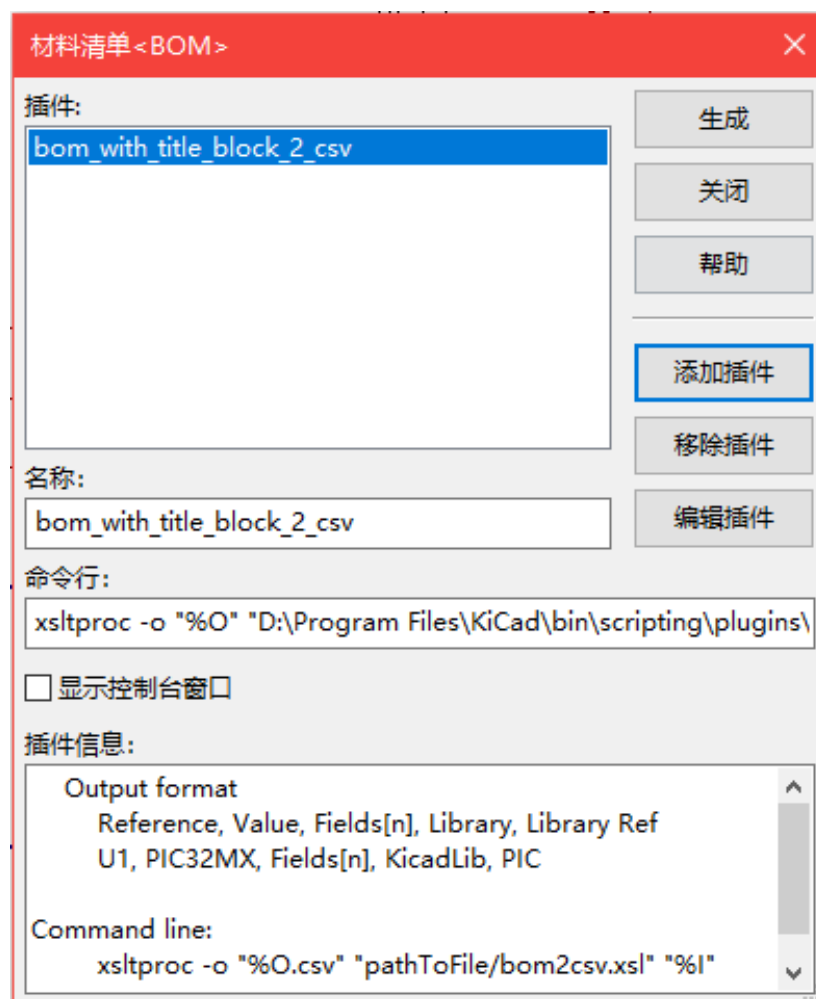 材料清单<BOM>
插件:
bom_with_title_block_2_csv
生成
关闭
帮助
添加插件
移除插件
编辑插件
名称:
bom_with_title_block_2_csv
命令行:
xsltproc -o "%O" "D:\Program Files\KiCad\bin\scripting\plugins\
显示控制台窗口
插件信息:
Output format
Reference, Value, Fields[n], Library, Library Ref
U1, PIC32MX, Fields[n], KicadLib, PIC
Command line:
xsltproc -o "%O.csv" "pathToFile/bom2csv.xsl" "%I"